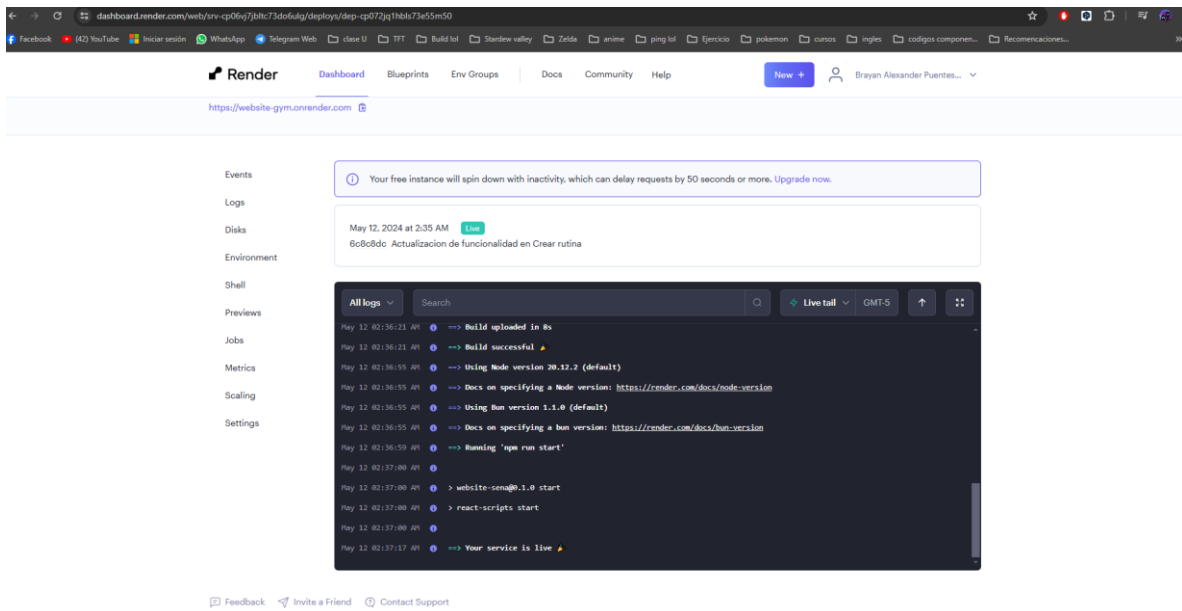 dashboard.render.com/web/srv-cp06vj7jbltc73do6ulg/deploys/dep-cp072jq1hbls73e55m50
Facebook (42) YouTube Iniciar sesión WhatsApp Telegram Web clase U TFT Build lol Stardew valley Zelda anime ping lol Ejercicio pokemon cursos ingles codigos componen... Recomencaciones... »
Render Dashboard Blueprints Env Groups Docs Community Help New + Brayan Alexander Puentes...
https://website-gym.onrender.com
Events
Logs
Disks
Environment
Shell
Previews
Jobs
Metrics
Scaling
Settings
Your free instance will spin down with inactivity, which can delay requests by 50 seconds or more. Upgrade now.
May 12, 2024 at 2:35 AM Live
6c8c8dc Actualizacion de funcionalidad en Crear rutina
All logs Search Live tail GMT-5
May 12 02:36:21 AM ==> Build uploaded in 8s
May 12 02:36:21 AM ==> Build successful 🎉
May 12 02:36:55 AM ==> Using Node version 20.12.2 (default)
May 12 02:36:55 AM ==> Docs on specifying a Node version: https://render.com/docs/node-version
May 12 02:36:55 AM ==> Using Bun version 1.1.0 (default)
May 12 02:36:55 AM ==> Docs on specifying a bun version: https://render.com/docs/bun-version
May 12 02:36:59 AM ==> Running 'npm run start'
May 12 02:37:00 AM
May 12 02:37:00 AM > website-sena@0.1.0 start
May 12 02:37:00 AM > react-scripts start
May 12 02:37:00 AM
May 12 02:37:17 AM ==> Your service is live 🎉
Feedback Invite a Friend Contact Support